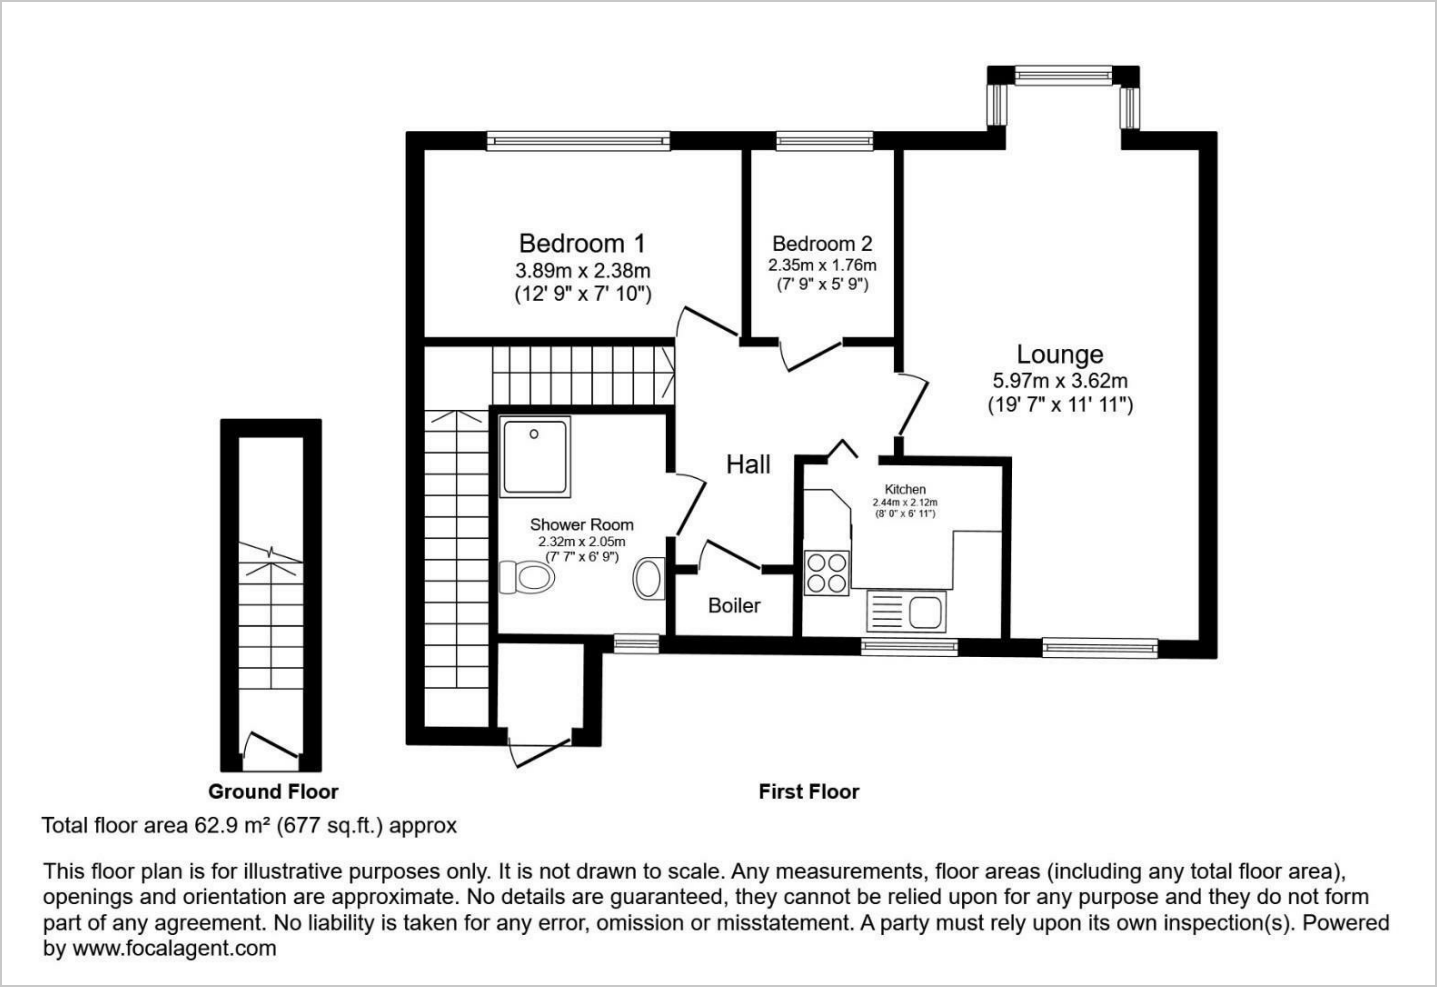 Bedroom 1
3.89m x 2.38m
(12' 9" x 7' 10")
Bedroom 2
2.35m x 1.76m
(7' 9" x 5' 9")
Lounge
5.97m x 3.62m
(19' 7" x 11' 11")
Hall
Kitchen
2.44m x 2.12m
(8' 0" x 6' 11")
Shower Room
2.32m x 2.05m
(7' 7" x 6' 9")
Boiler
Ground Floor
First Floor
Total floor area 62.9 m² (677 sq.ft.) approx
This floor plan is for illustrative purposes only. It is not drawn to scale. Any measurements, floor areas (including any total floor area),
openings and orientation are approximate. No details are guaranteed, they cannot be relied upon for any purpose and they do not form
part of any agreement. No liability is taken for any error, omission or misstatement. A party must rely upon its own inspection(s). Powered
by www.focalagent.com